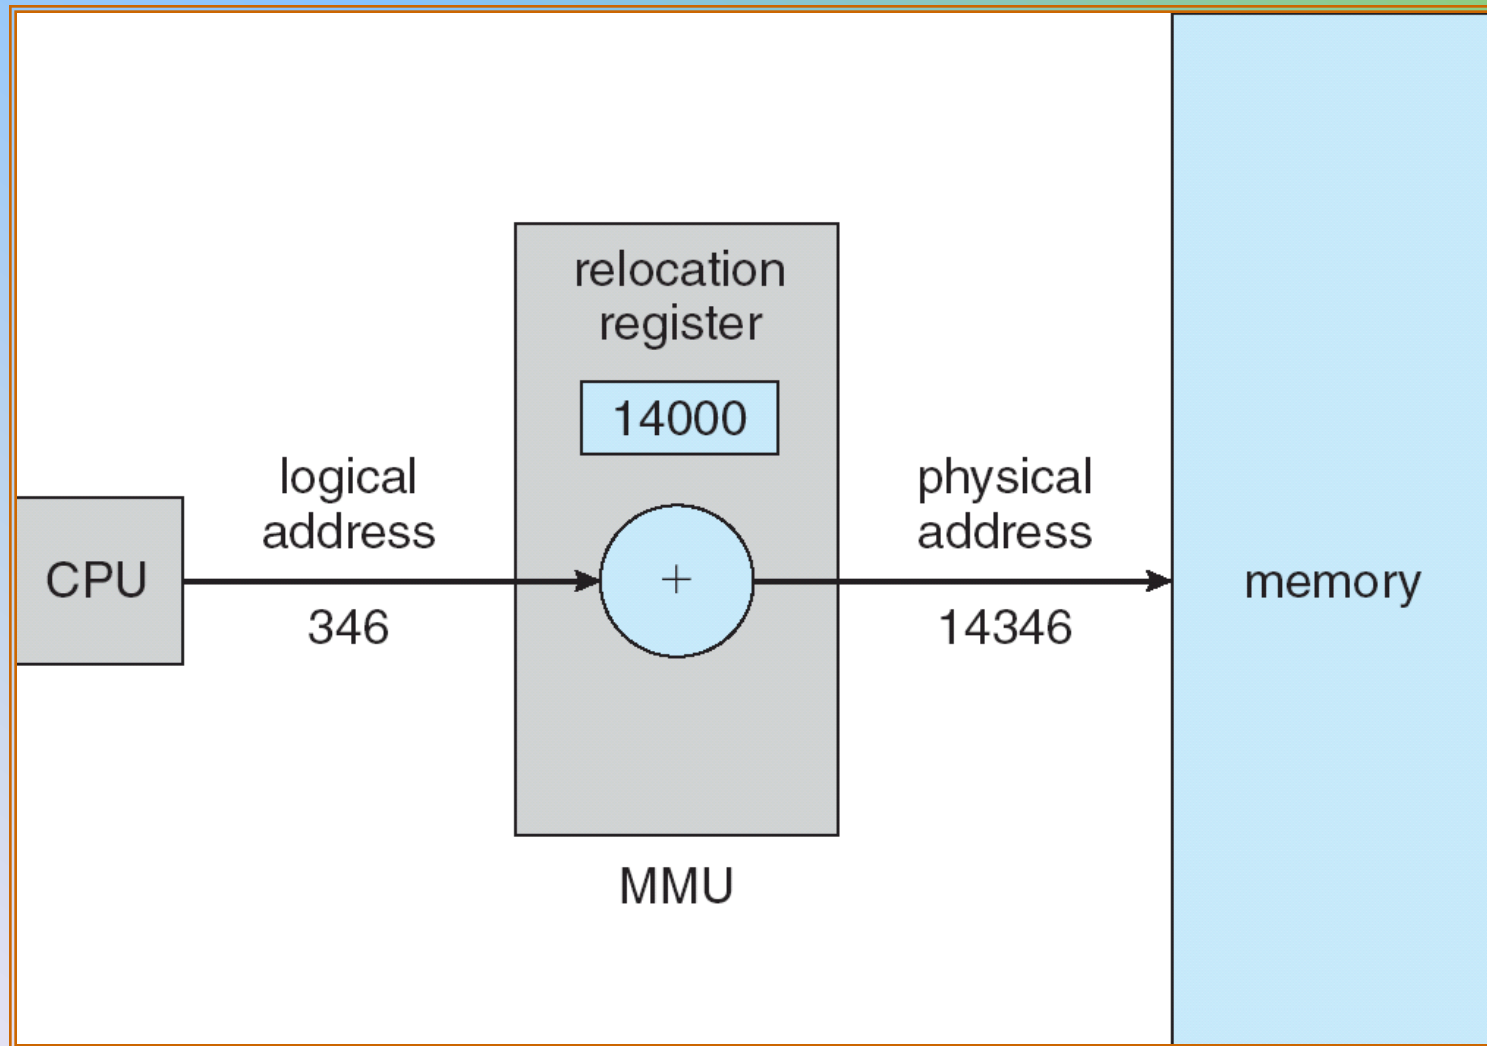 relocation
register
14000
logical
address
physical
address
CPU
+
memory
346
14346
MMU